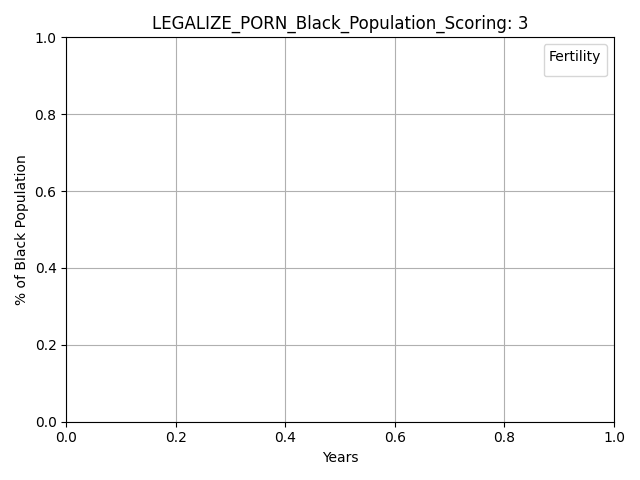 LEGALIZE_PORN_Black_Population_Scoring: 3
Fertility
% of Black Population
1.0
0.8
0.6
0.4
0.2
0.0
0.0 0.2 0.4 0.6 0.8 1.0
Years